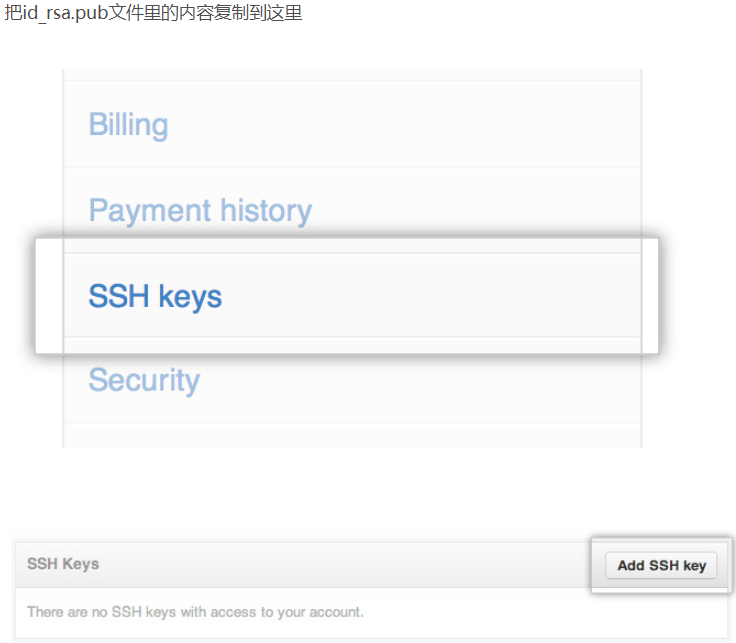 把id_rsa.pub文件里的内容复制到这里
Billing
Payment history
SSH keys
Security
SSH Keys
Add SSH key
There are no SSH keys with access to your account.